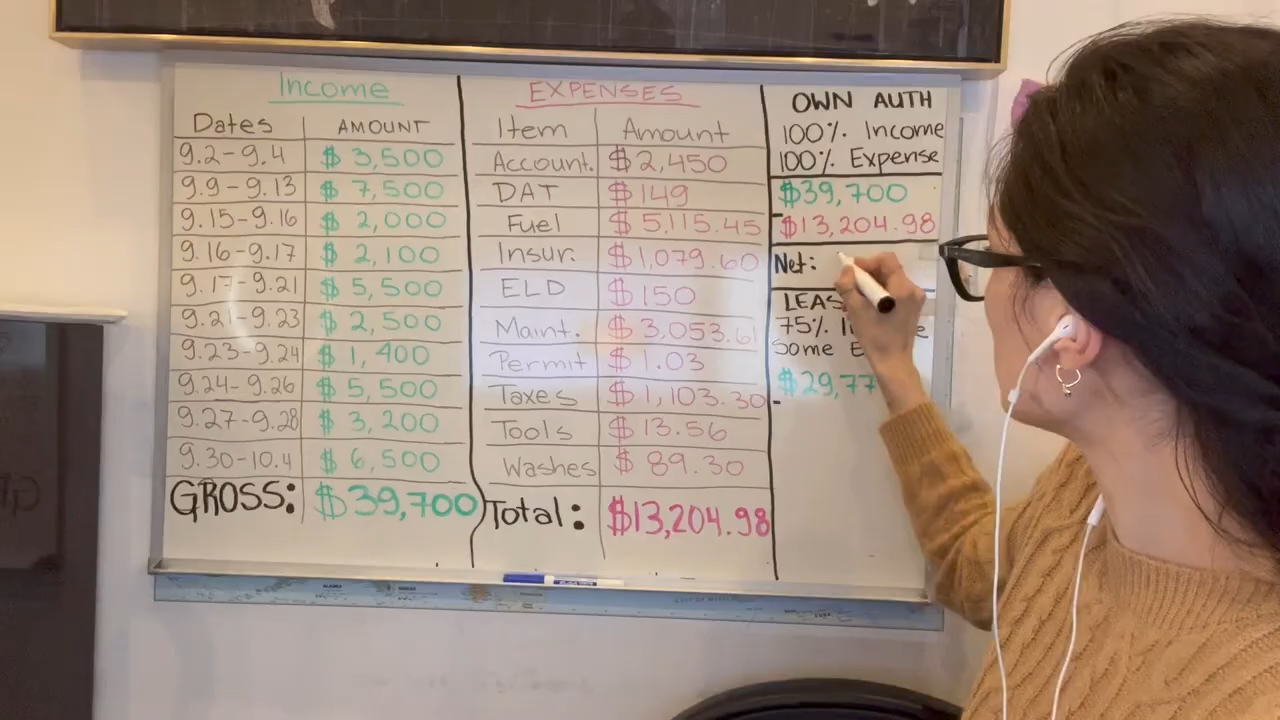 Income
Dates AMOUNT
9.2-9.4 $3,500
9.9-9.13 $7,500
9.15-9.16 $2,000
9.16-9.17 $2,100
9.17-9.21 $5,500
9.21-9.23 $2,500
9.23-9.24 $1,400
9.24-9.26 $5,500
9.27-9.28 $3,200
9.30-10.4 $6,500
GROSS: $39,700
EXPENSES
Item Amount
Account. $2,450
DAT $149
Fuel $5,115.45
Insur. $1,079.60
ELD $150
Maint. $3,053.61
Permit $1.03
Taxes $1,103.30
Tools $13.56
Washes $89.30
Total: $13,204.98
OWN AUTH
100% Income
100% Expense
$39,700
-$13,204.98
Net:
LEAS
75% I
Some E
$29,77
-